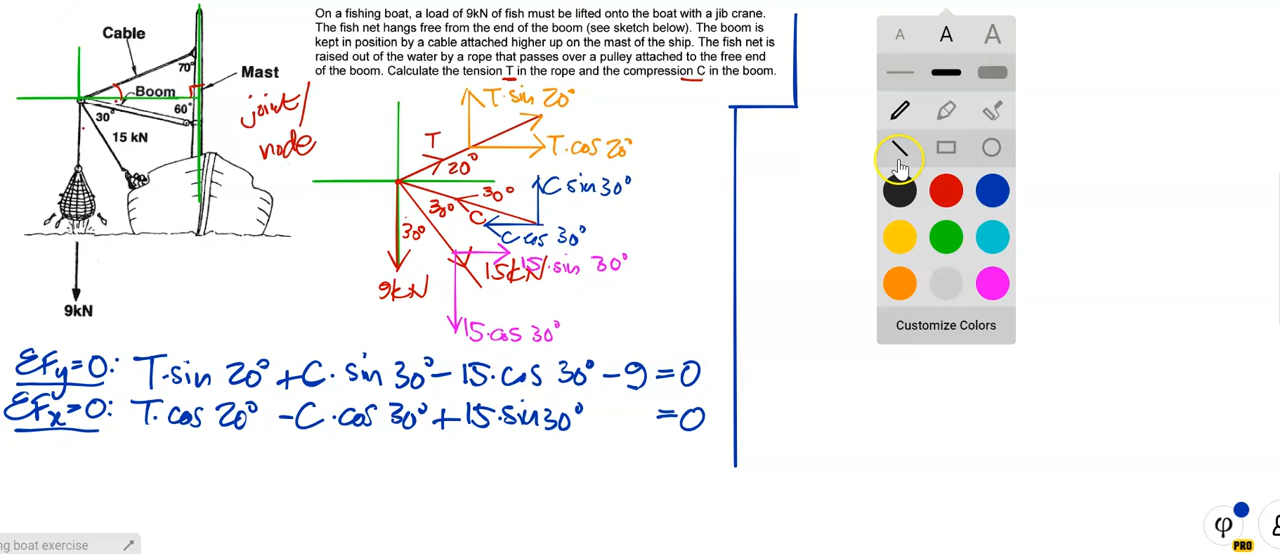 On a fishing boat, a load of 9kN of fish must be lifted onto the boat with a jib crane.
The fish net hangs free from the end of the boom (see sketch below). The boom is
kept in position by a cable attached higher up on the mast of the ship. The fish net is
raised out of the water by a rope that passes over a pulley attached to the free end
of the boom. Calculate the tension T in the rope and the compression C in the boom.
Cable
70°
Mast
Boom
60°
30°
15 kN
9kN
joint/
node
T.sin 20°
T
T.cos 20°
20°
30°
C sin 30°
30°
C
C cos 30°
30°
15kN
15.sin 30°
9kN
15.cos 30°
ΣFy=0: T.sin 20° + C. sin 30° - 15. cos 30° - 9 = 0
ΣFx=0: T. cos 20° - C. cos 30° + 15. sin 30° = 0
A A A
Customize Colors
ng boat exercise
φ
PRO